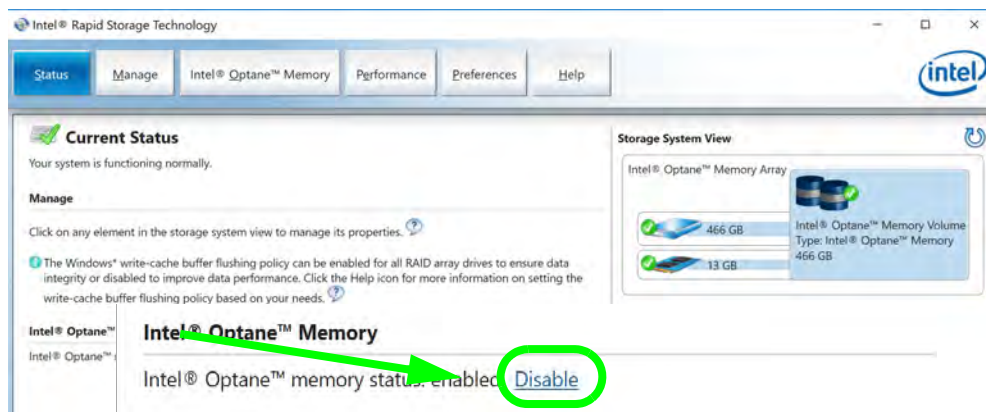 Intel® Rapid Storage Technology
Status
Manage
Intel® Optane™ Memory
Performance
Preferences
Help
intel
Current Status
Your system is functioning normally.
Manage
Click on any element in the storage system view to manage its properties.
The Windows* write-cache buffer flushing policy can be enabled for all RAID array drives to ensure data
integrity or disabled to improve data performance. Click the Help icon for more information on setting the
write-cache buffer flushing policy based on your needs.
Intel® Optane™
Intel® Optane™
Storage System View
Intel® Optane™ Memory Array
466 GB
13 GB
Intel® Optane™ Memory Volume
Type: Intel® Optane™ Memory
466 GB
Intel® Optane™ Memory
Intel® Optane™ memory status: enabled Disable